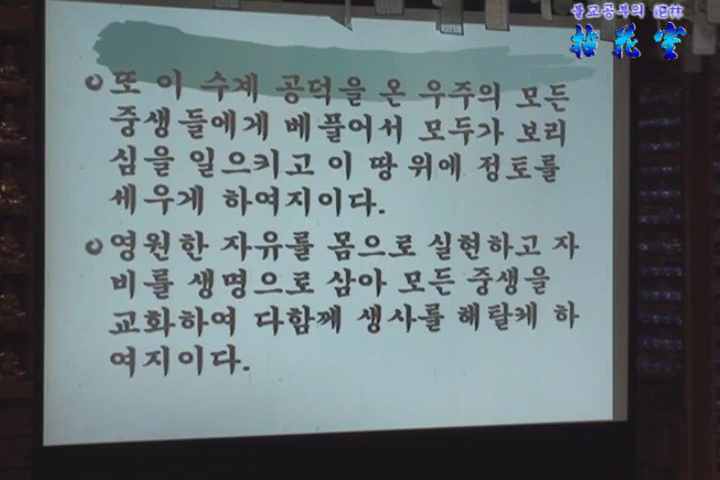 불교공부의 디딤
拈花室
또 이 수계 공덕을 온 우주의 모든
중생들에게 베풀어서 모두가 보리
심을 일으키고 이 땅 위에 정토를
세우게 하여지이다.
영원한 자유를 몸으로 실현하고 자
비를 생명으로 삼아 모든 중생을
교화하여 다함께 생사를 해탈케 하
여지이다.